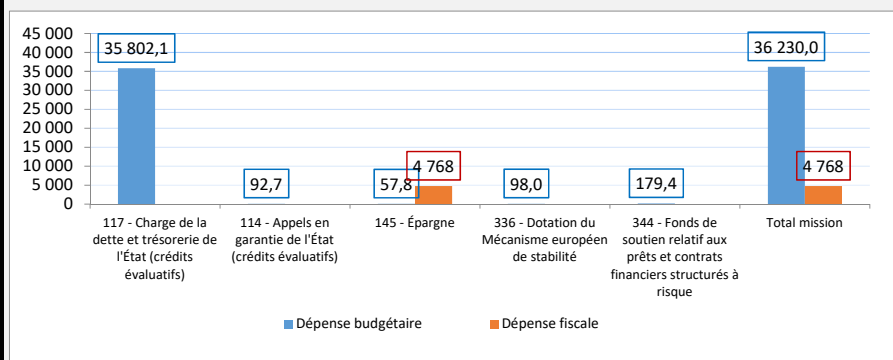 45 000
40 000
35 000
30 000
25 000
20 000
15 000
10 000
5 000
0
35 802,1
92,7
57,8
4 768
98,0
179,4
36 230,0
4 768
117 - Charge de la
dette et trésorerie de
l'État (crédits
évaluatifs)
114 - Appels en
garantie de l'État
(crédits évaluatifs)
145 - Épargne
336 - Dotation du
Mécanisme européen
de stabilité
344 - Fonds de
soutien relatif aux
prêts et contrats
financiers structurés à
risque
Total mission
Dépense budgétaire
Dépense fiscale